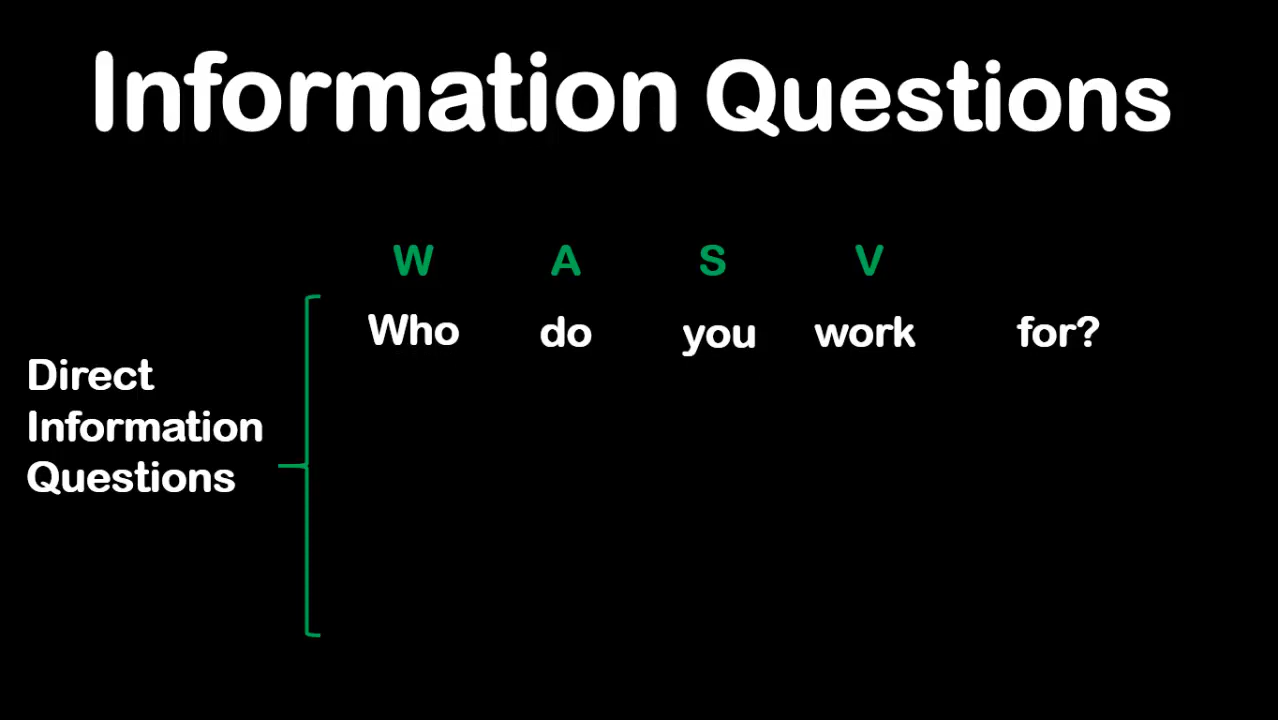 Information Questions
W A S V
Who do you work for?
Direct
Information
Questions